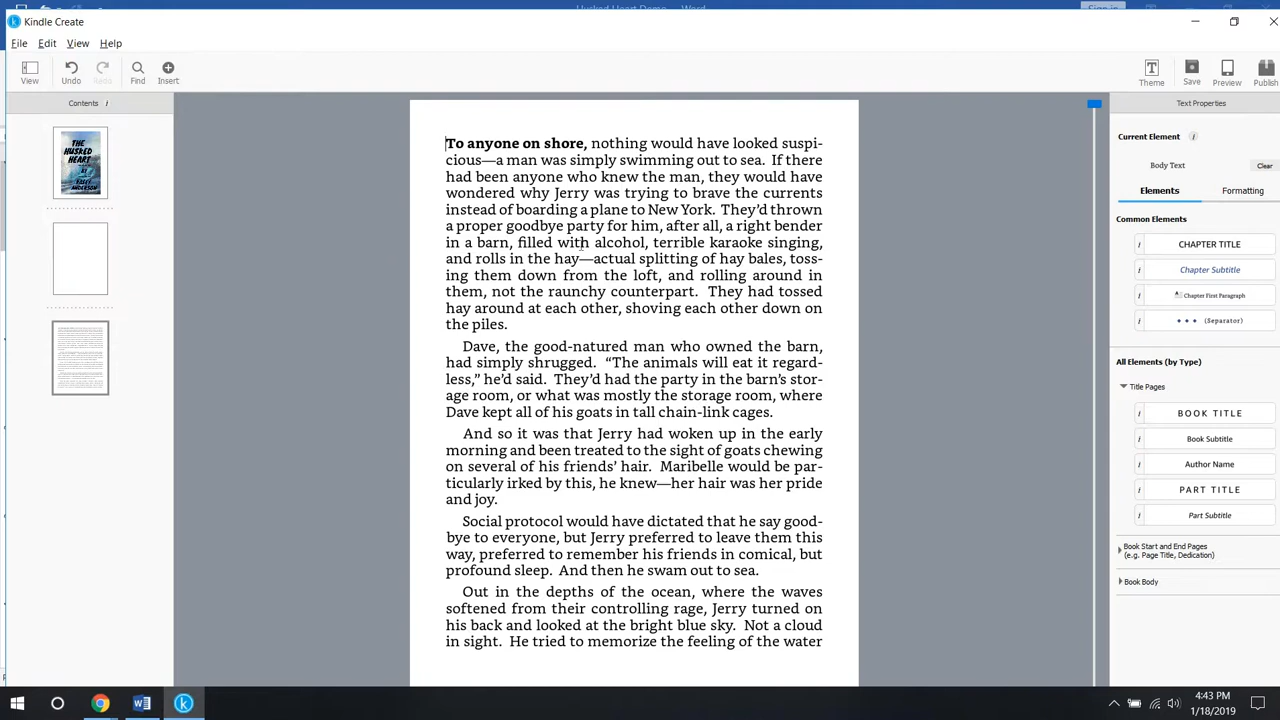 Husked Heart Demo - Word
Sign in
Kindle Create
File Edit View Help
View Undo Redo Find Insert Theme Save Preview Publish
Contents i
THE
HUSKED
HEART
BY
ANDERSON
To anyone on shore, nothing would have looked suspi-
cious—a man was simply swimming out to sea. If there
had been anyone who knew the man, they would have
wondered why Jerry was trying to brave the currents
instead of boarding a plane to New York. They’d thrown
a proper goodbye party for him, after all, a right bender
in a barn, filled with alcohol, terrible karaoke singing,
and rolls in the hay—actual splitting of hay bales, toss-
ing them down from the loft, and rolling around in
them, not the raunchy counterpart. They had tossed
hay around at each other, shoving each other down on
the piles.
Dave, the good-natured man who owned the barn,
had simply shrugged. “The animals will eat it regard-
less,” he’d said. They’d had the party in the barn’s stor-
age room, or what was mostly the storage room, where
Dave kept all of his goats in tall chain-link cages.
And so it was that Jerry had woken up in the early
morning and been treated to the sight of goats chewing
on several of his friends’ hair. Maribelle would be par-
ticularly irked by this, he knew—her hair was her pride
and joy.
Social protocol would have dictated that he say good-
bye to everyone, but Jerry preferred to leave them this
way, preferred to remember his friends in comical, but
profound sleep. And then he swam out to sea.
Out in the depths of the ocean, where the waves
softened from their controlling rage, Jerry turned on
his back and looked at the bright blue sky. Not a cloud
in sight. He tried to memorize the feeling of the water
Text Properties
Current Element i
Body Text Clear
Elements Formatting
Common Elements
i CHAPTER TITLE
i Chapter Subtitle
i Chapter First Paragraph
i • • • (Separator)
All Elements (by Type)
Title Pages
i BOOK TITLE
i Book Subtitle
i Author Name
i PART TITLE
i Part Subtitle
Book Start and End Pages
(e.g. Page Title, Dedication)
Book Body
4:43 PM
1/18/2019